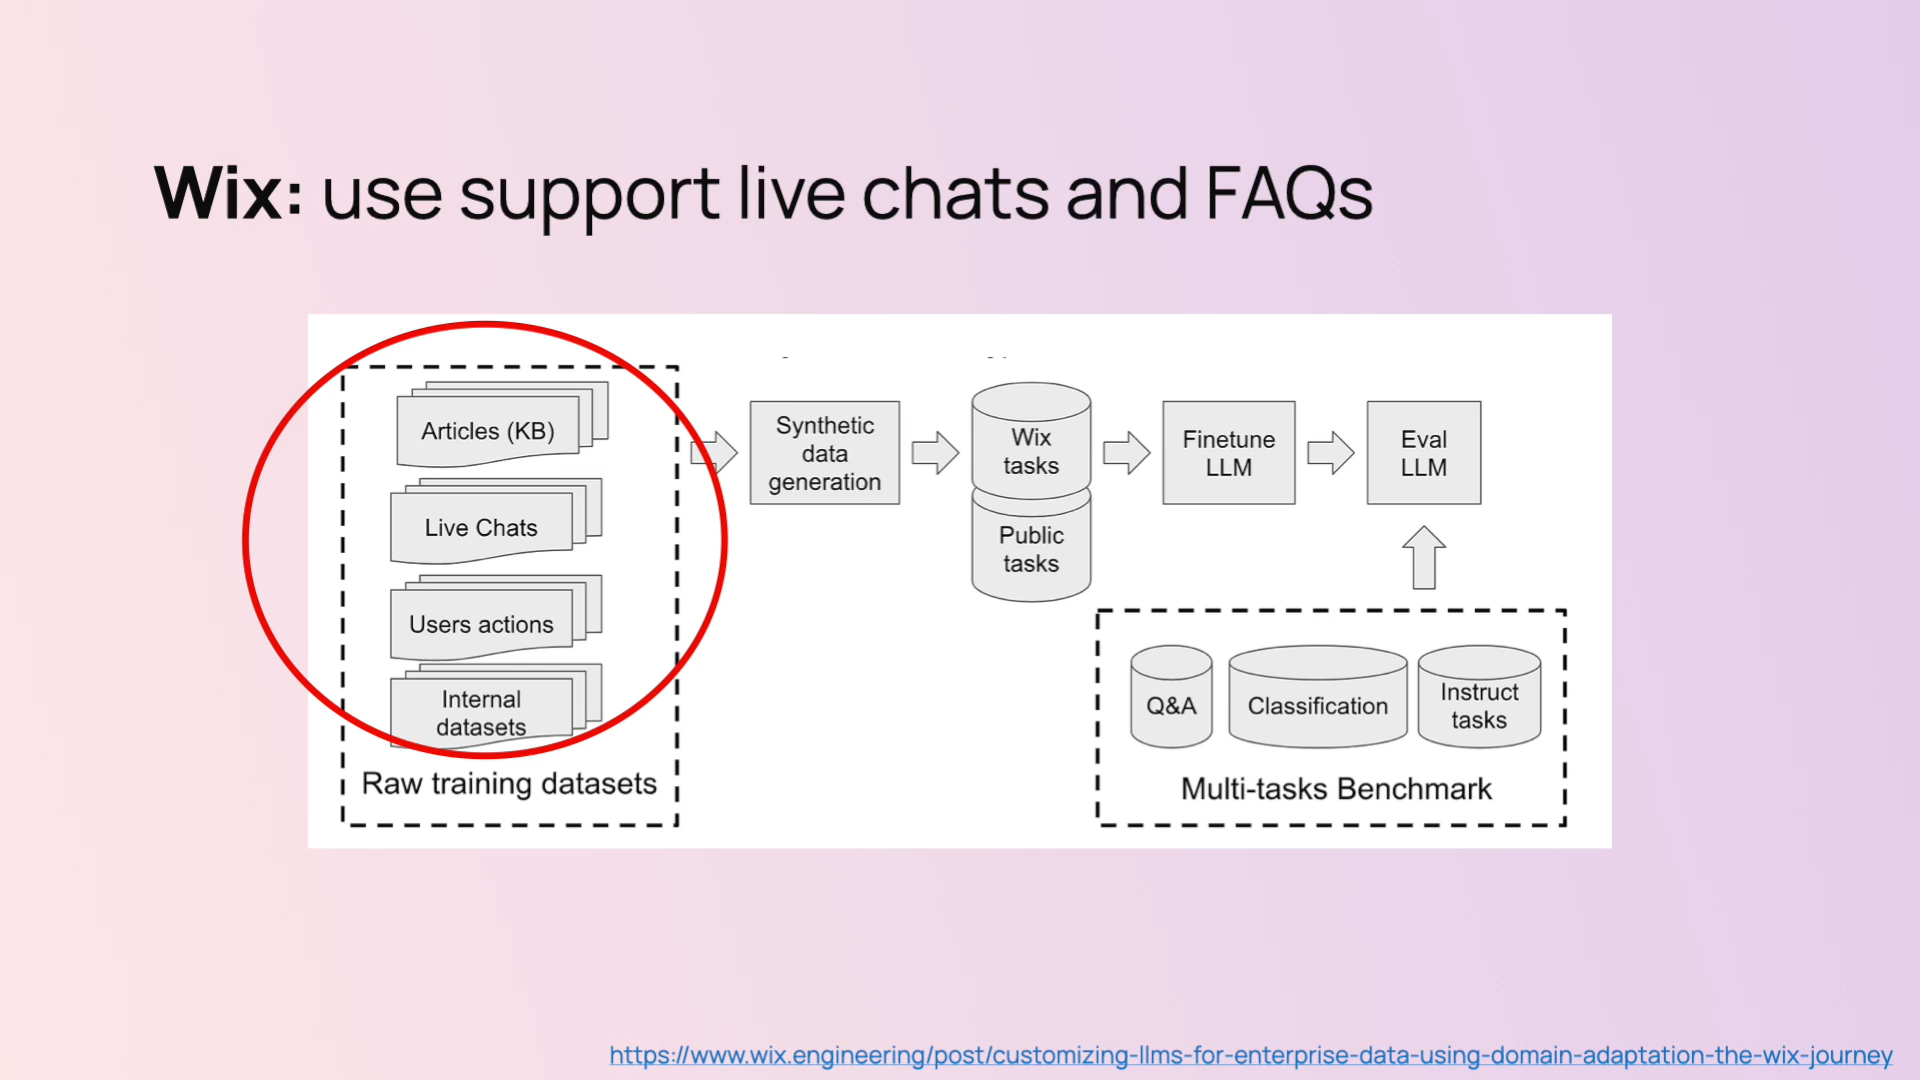 Wix: use support live chats and FAQs
Articles (KB)
Live Chats
Users actions
Internal
datasets
Raw training datasets
Synthetic
data
generation
Wix
tasks
Public
tasks
Finetune
LLM
Eval
LLM
Q&A
Classification
Instruct
tasks
Multi-tasks Benchmark
https://www.wix.engineering/post/customizing-llms-for-enterprise-data-using-domain-adaptation-the-wix-journey